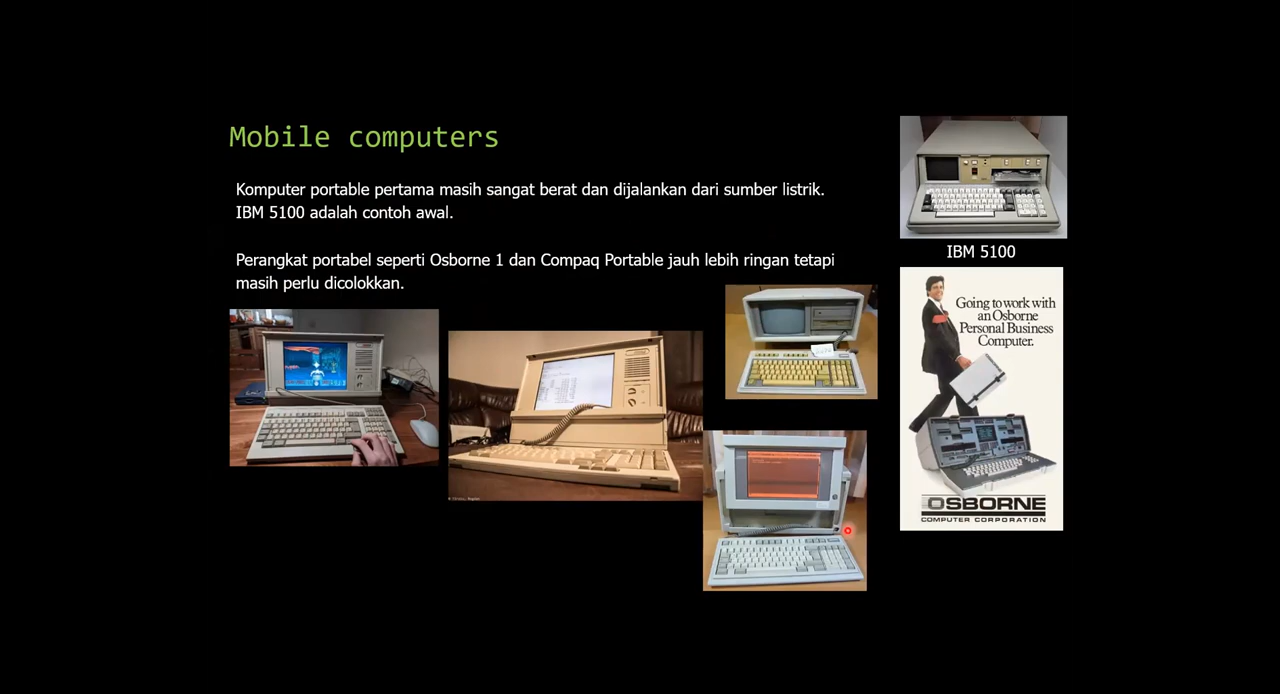 Mobile computers
Komputer portable pertama masih sangat berat dan dijalankan dari sumber listrik.
IBM 5100 adalah contoh awal.
Perangkat portabel seperti Osborne 1 dan Compaq Portable jauh lebih ringan tetapi
masih perlu dicolokkan.
IBM 5100
Going to work with
an Osborne
Personal Business
Computer.
OSBORNE
COMPUTER CORPORATION